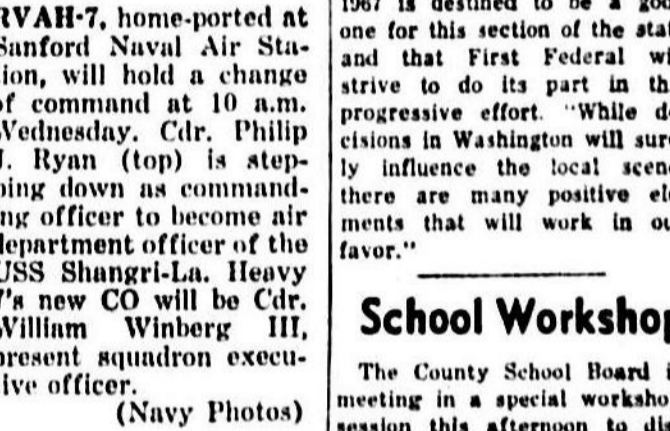 RVAH-7, home-ported at
Sanford Naval Air Sta-
ion, will hold a change
of command at 10 a.m.
Wednesday. Cdr. Philip
J. Ryan (top) is step-
ping down as command-
ng officer to become air
department officer of the
USS Shangri-La. Heavy
7's new CO will be Cdr.
William Winberg III,
present squadron execu-
ive officer.
(Navy Photos)
1967 is destined to be a goo
one for this section of the stat
and that First Federal wi
strive to do its part in th
progressive effort. "While d
cisions in Washington will sure
ly influence the local scen
there are many positive ele
ments that will work in ou
favor."
School Workshop
The County School Board i
meeting in a special worksho
session this afternoon to di